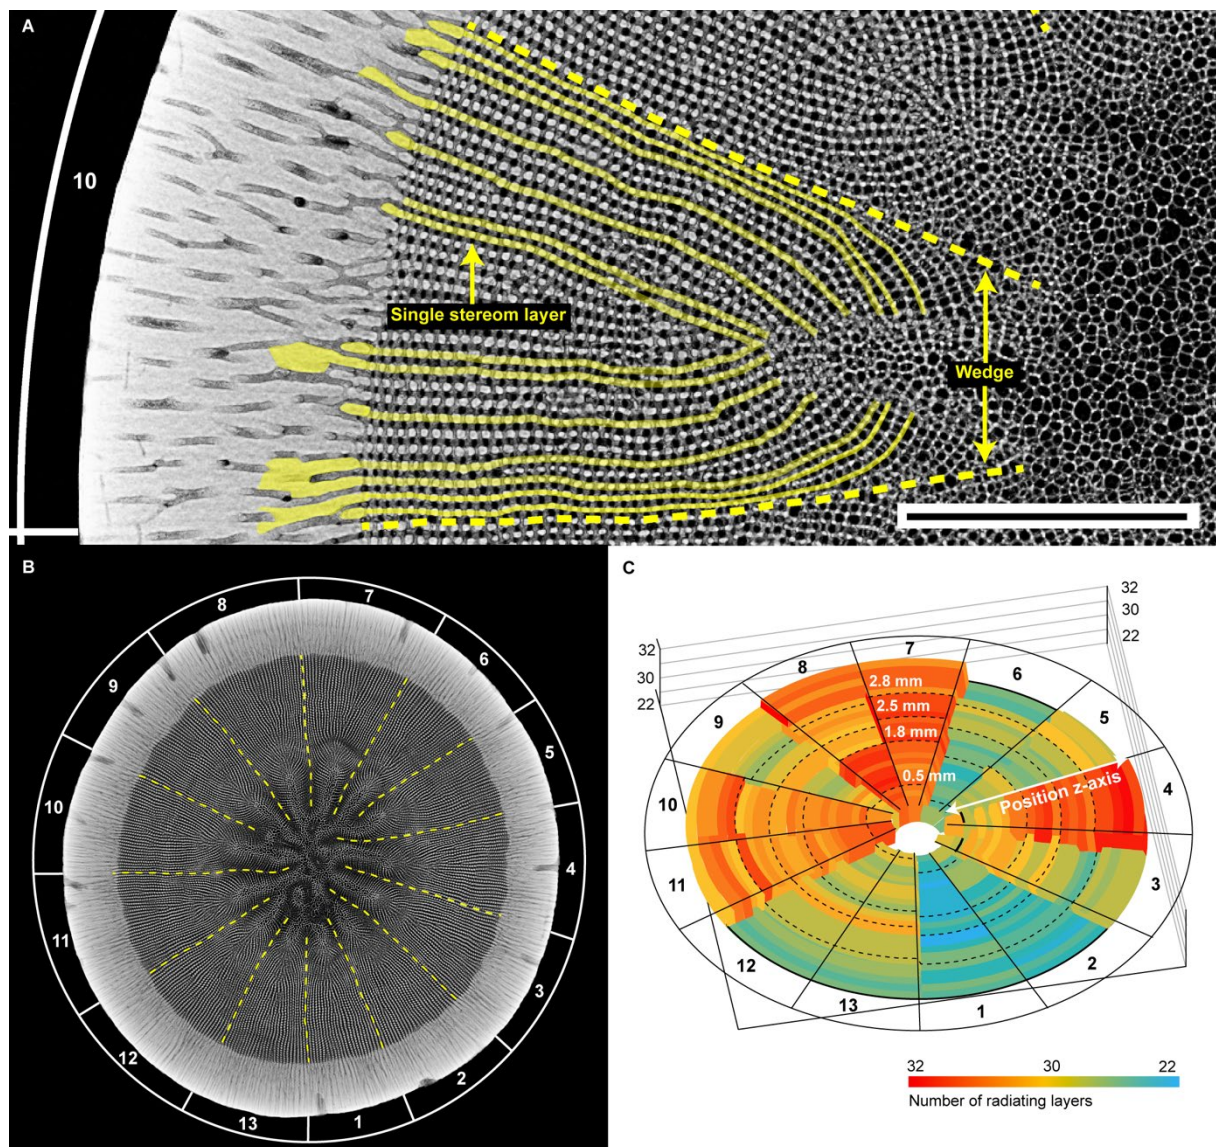 A
10
Single stereom layer
Wedge
B
8
7
6
9
5
10
4
11
3
12
2
13
1
C
32
30
22
32
30
22
7
8
6
2.8 mm
2.5 mm
1.8 mm
0.5 mm
9
5
Position z-axis
4
10
11
3
12
2
13
1
32 30 22
Number of radiating layers